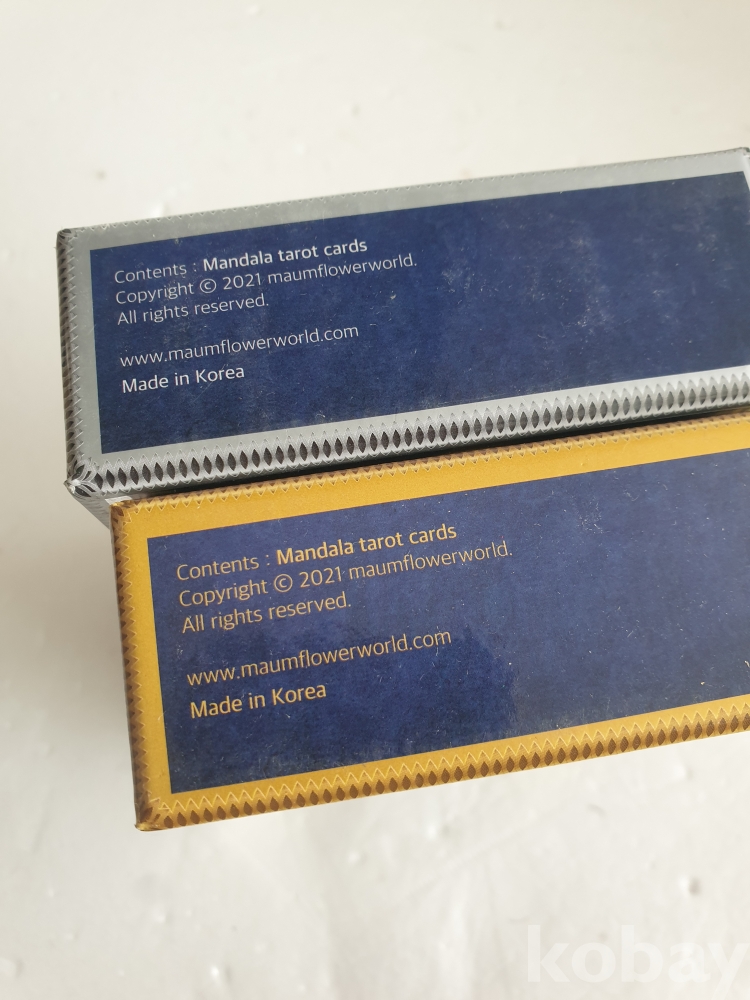 Contents : Mandala tarot cards
Copyright © 2021 maumflowerworld.
All rights reserved.
www.maumflowerworld.com
Made in Korea
Contents : Mandala tarot cards
Copyright © 2021 maumflowerworld.
All rights reserved.
www.maumflowerworld.com
Made in Korea
kobay